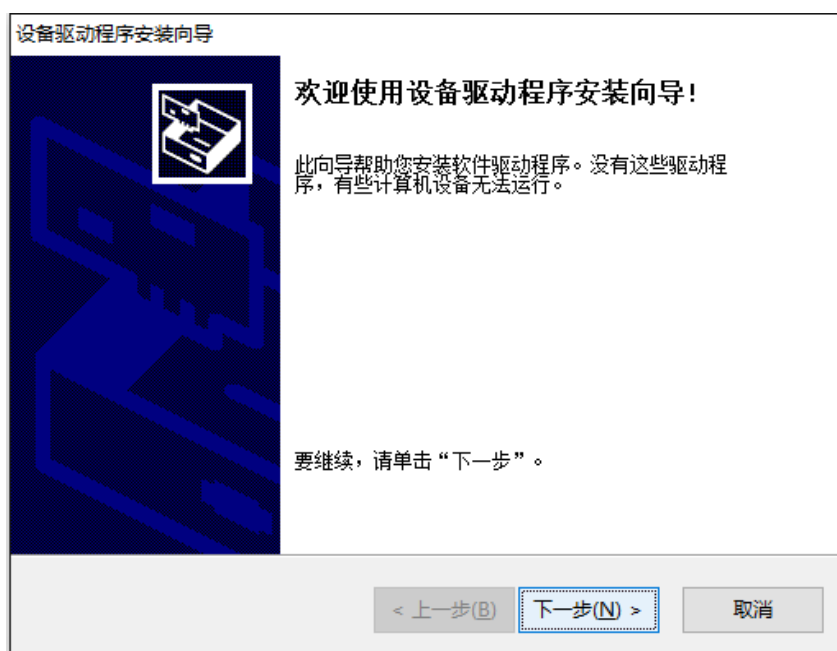 设备驱动程序安装向导
欢迎使用设备驱动程序安装向导!
此向导帮助您安装软件驱动程序。没有这些驱动程
序，有些计算机设备无法运行。
要继续，请单击“下一步”。
< 上一步(B)
下一步(N) >
取消